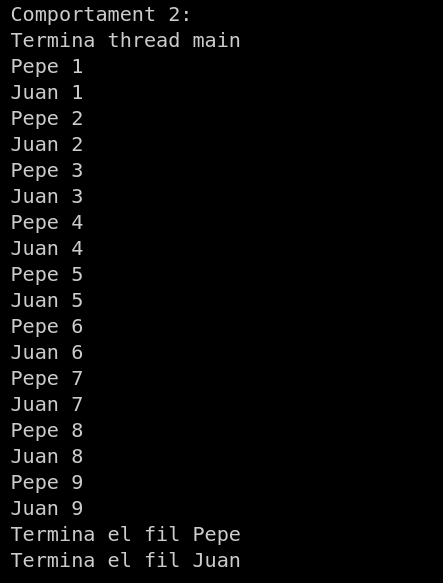 Comportament 2:
Termina thread main
Pepe 1
Juan 1
Pepe 2
Juan 2
Pepe 3
Juan 3
Pepe 4
Juan 4
Pepe 5
Juan 5
Pepe 6
Juan 6
Pepe 7
Juan 7
Pepe 8
Juan 8
Pepe 9
Juan 9
Termina el fil Pepe
Termina el fil Juan